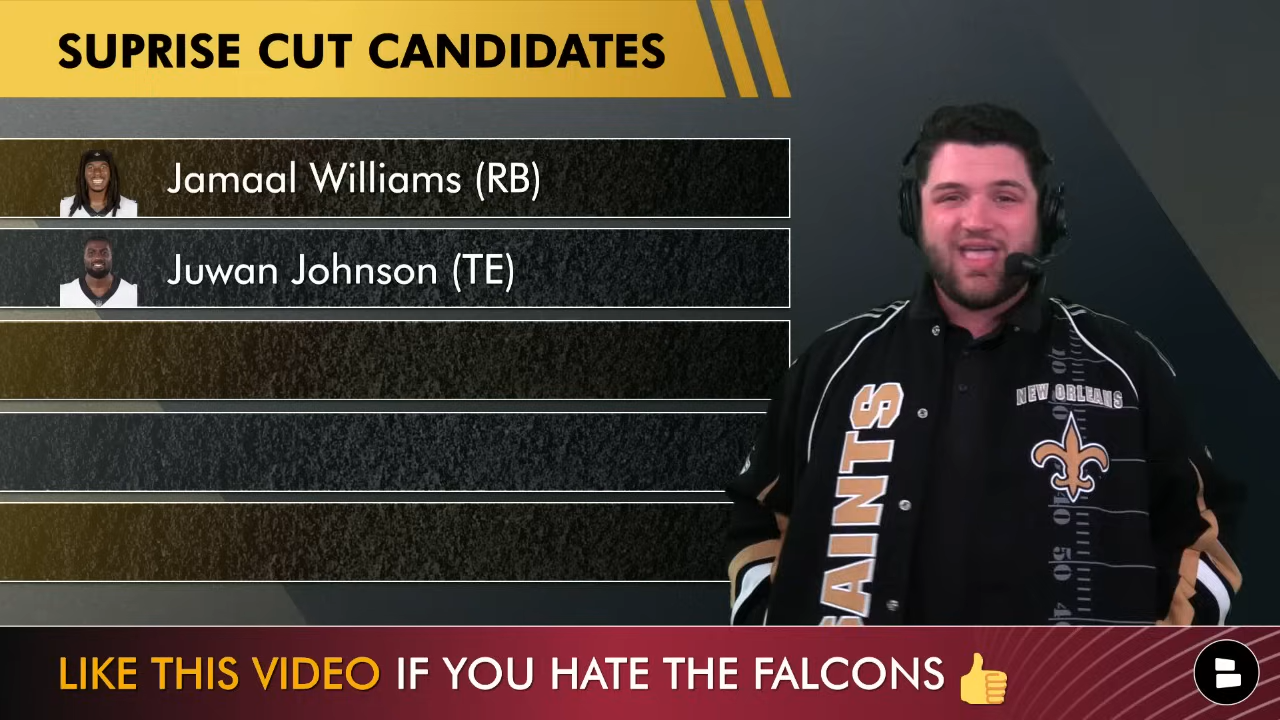 SUPRISE CUT CANDIDATES
Jamaal Williams (RB)
Juwan Johnson (TE)
NEW ORLEANS
SAINTS
LIKE THIS VIDEO IF YOU HATE THE FALCONS